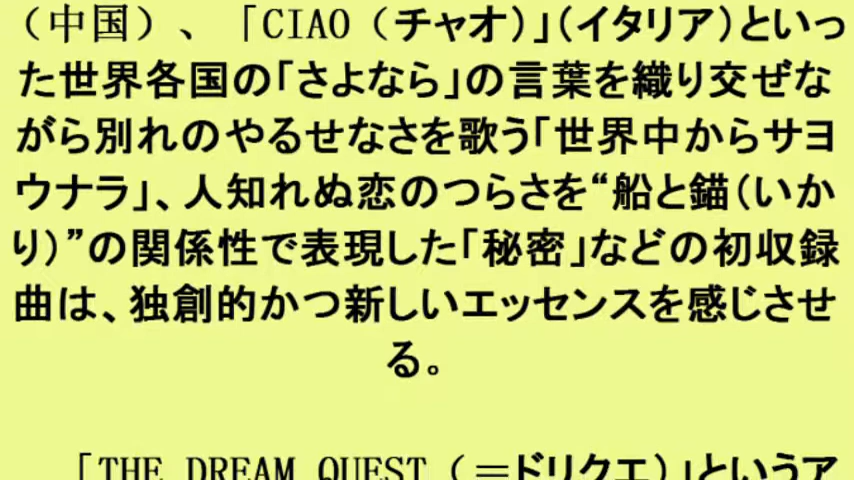 （中国）、「CIAO（チャオ）」（イタリア）といっ
た世界各国の「さよなら」の言葉を織り交ぜな
がら別れのやるせなさを歌う「世界中からサヨ
ウナラ」、人知れぬ恋のつらさを“船と錨（いか
り）”の関係性で表現した「秘密」などの初収録
曲は、独創的かつ新しいエッセンスを感じさせ
る。
「THE DREAM QUEST（＝ドリクエ）」というア